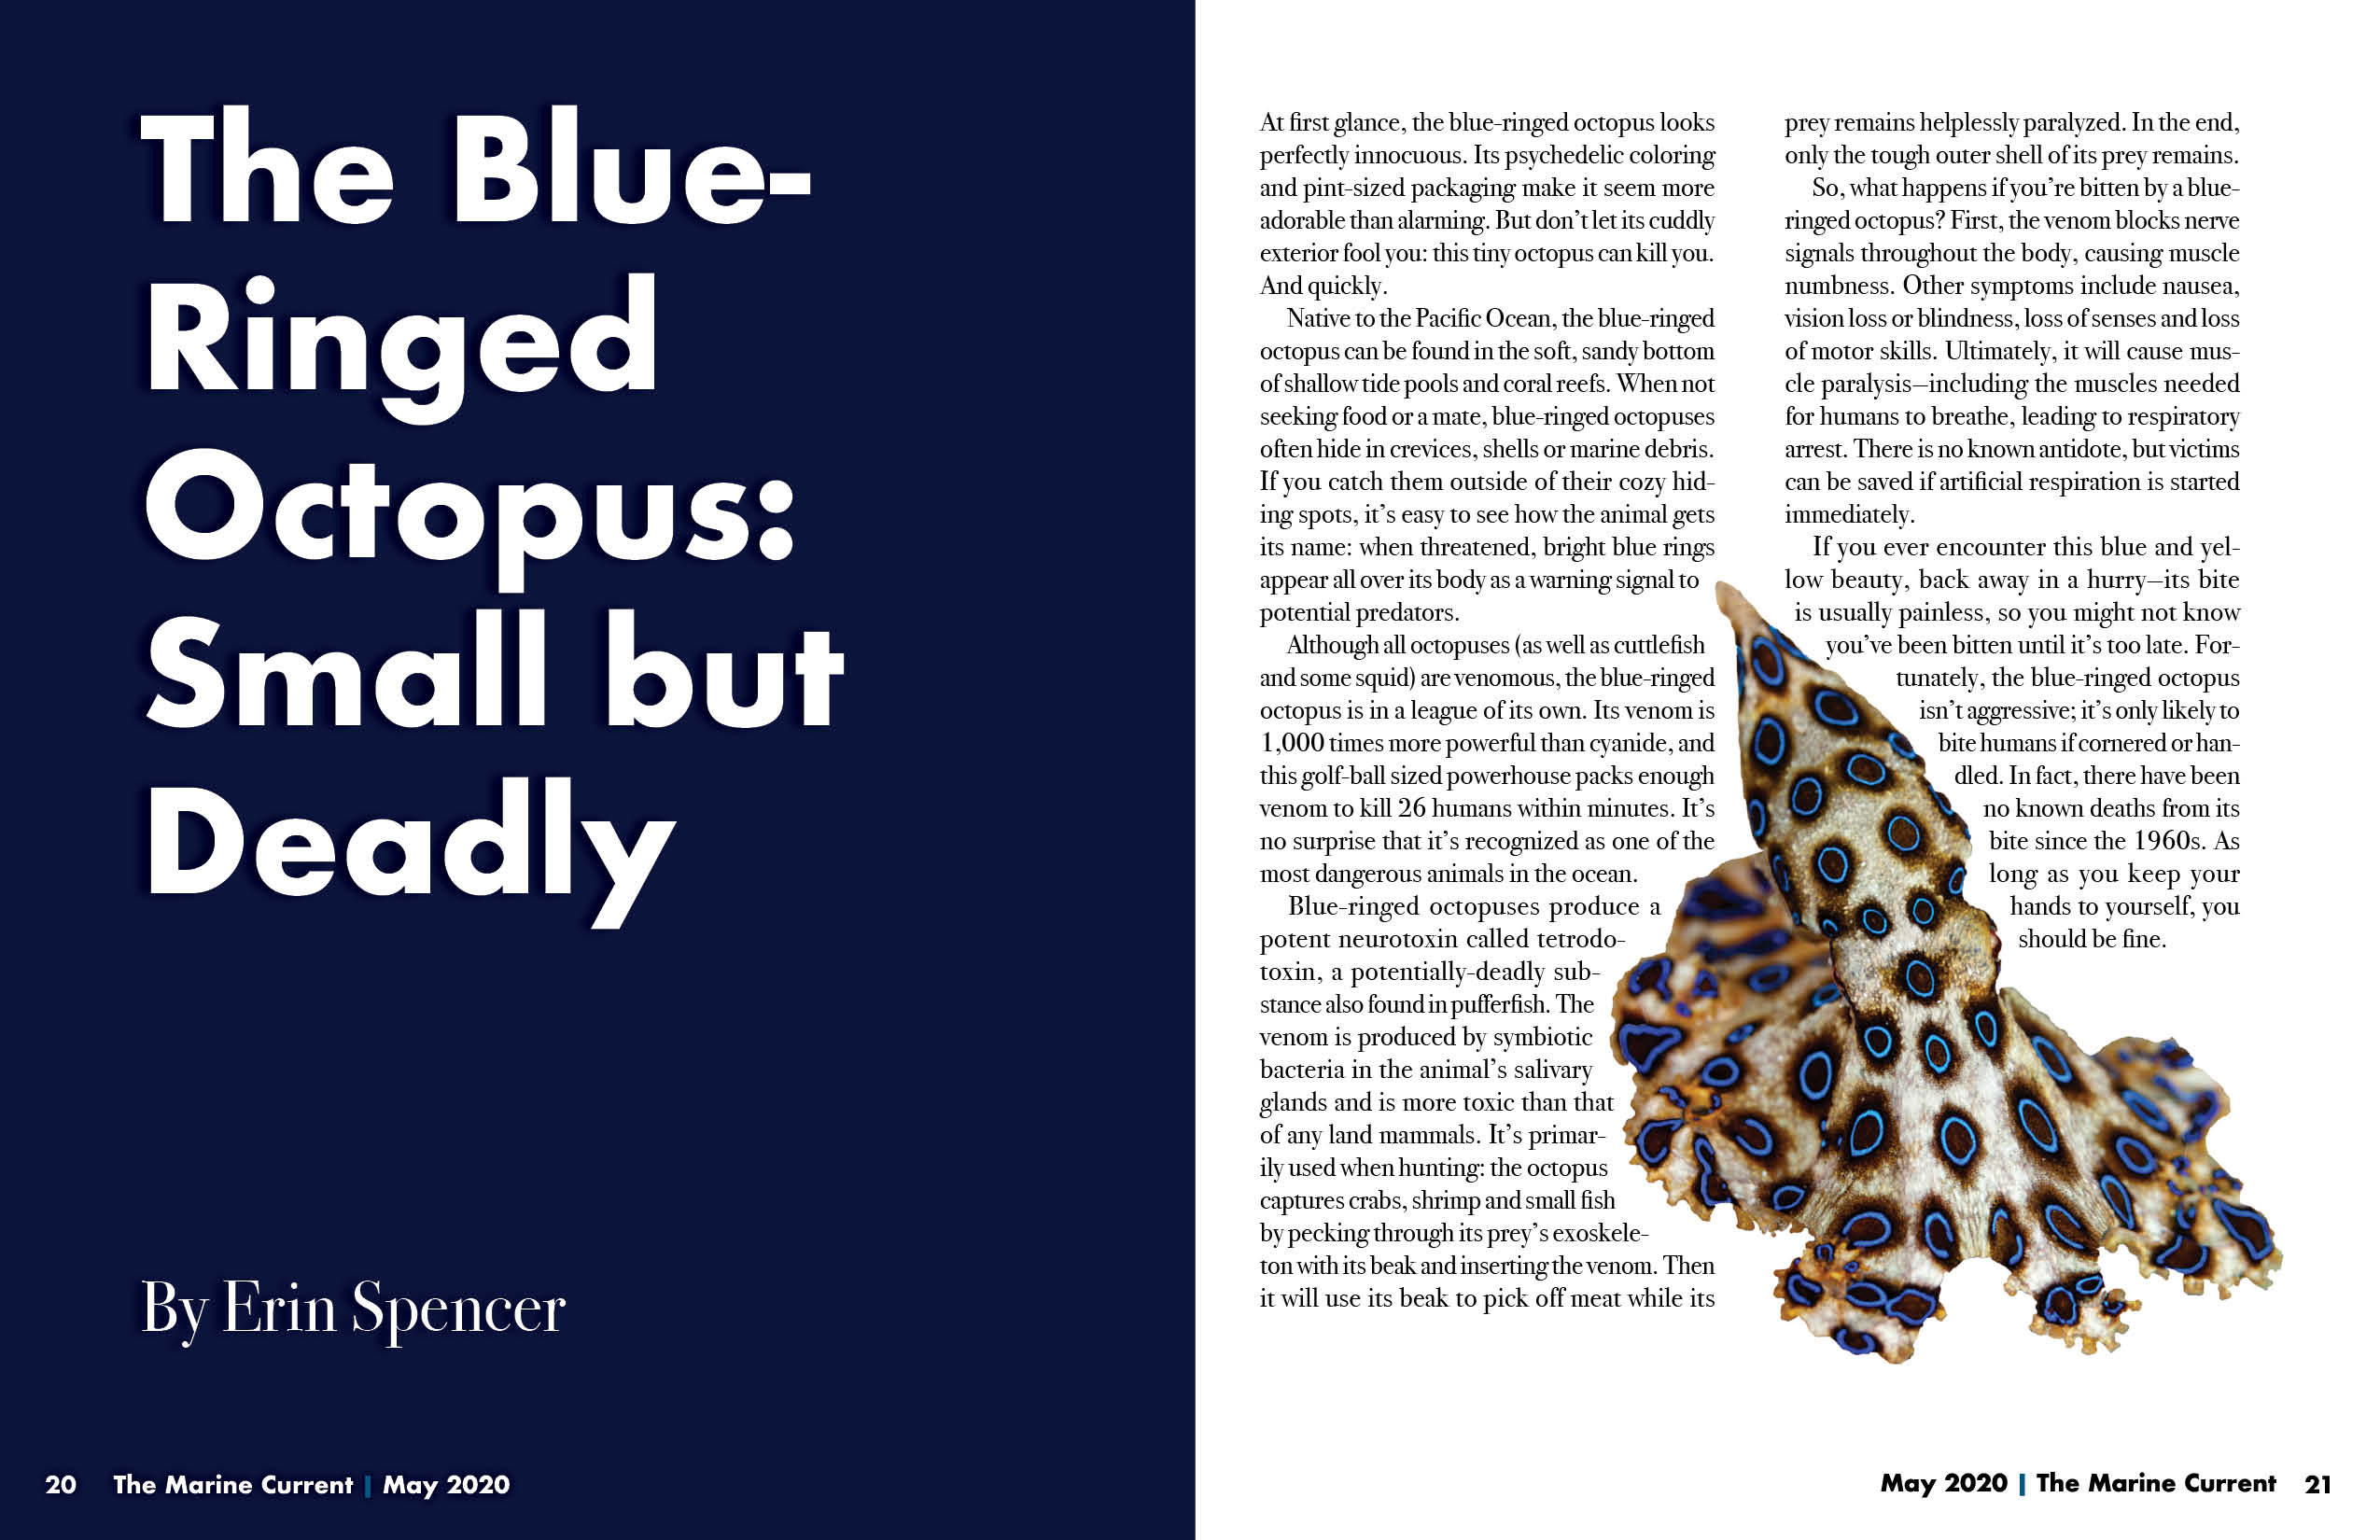 The Blue-
Ringed
Octopus:
Small but
Deadly
By Erin Spencer
20 The Marine Current | May 2020
At first glance, the blue-ringed octopus looks
perfectly innocuous. Its psychedelic coloring
and pint-sized packaging make it seem more
adorable than alarming. But don’t let its cuddly
exterior fool you: this tiny octopus can kill you.
And quickly.
Native to the Pacific Ocean, the blue-ringed
octopus can be found in the soft, sandy bottom
of shallow tide pools and coral reefs. When not
seeking food or a mate, blue-ringed octopuses
often hide in crevices, shells or marine debris.
If you catch them outside of their cozy hid-
ing spots, it’s easy to see how the animal gets
its name: when threatened, bright blue rings
appear all over its body as a warning signal to
potential predators.
Although all octopuses (as well as cuttlefish
and some squid) are venomous, the blue-ringed
octopus is in a league of its own. Its venom is
1,000 times more powerful than cyanide, and
this golf-ball sized powerhouse packs enough
venom to kill 26 humans within minutes. It’s
no surprise that it’s recognized as one of the
most dangerous animals in the ocean.
Blue-ringed octopuses produce a
potent neurotoxin called tetrodo-
toxin, a potentially-deadly sub-
stance also found in pufferfish. The
venom is produced by symbiotic
bacteria in the animal’s salivary
glands and is more toxic than that
of any land mammals. It’s primar-
ily used when hunting: the octopus
captures crabs, shrimp and small fish
by pecking through its prey’s exoskele-
ton with its beak and inserting the venom. Then
it will use its beak to pick off meat while its
prey remains helplessly paralyzed. In the end,
only the tough outer shell of its prey remains.
So, what happens if you’re bitten by a blue-
ringed octopus? First, the venom blocks nerve
signals throughout the body, causing muscle
numbness. Other symptoms include nausea,
vision loss or blindness, loss of senses and loss
of motor skills. Ultimately, it will cause mus-
cle paralysis—including the muscles needed
for humans to breathe, leading to respiratory
arrest. There is no known antidote, but victims
can be saved if artificial respiration is started
immediately.
If you ever encounter this blue and yel-
low beauty, back away in a hurry—its bite
is usually painless, so you might not know
you’ve been bitten until it’s too late. For-
tunately, the blue-ringed octopus
isn’t aggressive; it’s only likely to
bite humans if cornered or han-
dled. In fact, there have been
no known deaths from its
bite since the 1960s. As
long as you keep your
hands to yourself, you
should be fine.
May 2020 | The Marine Current 21